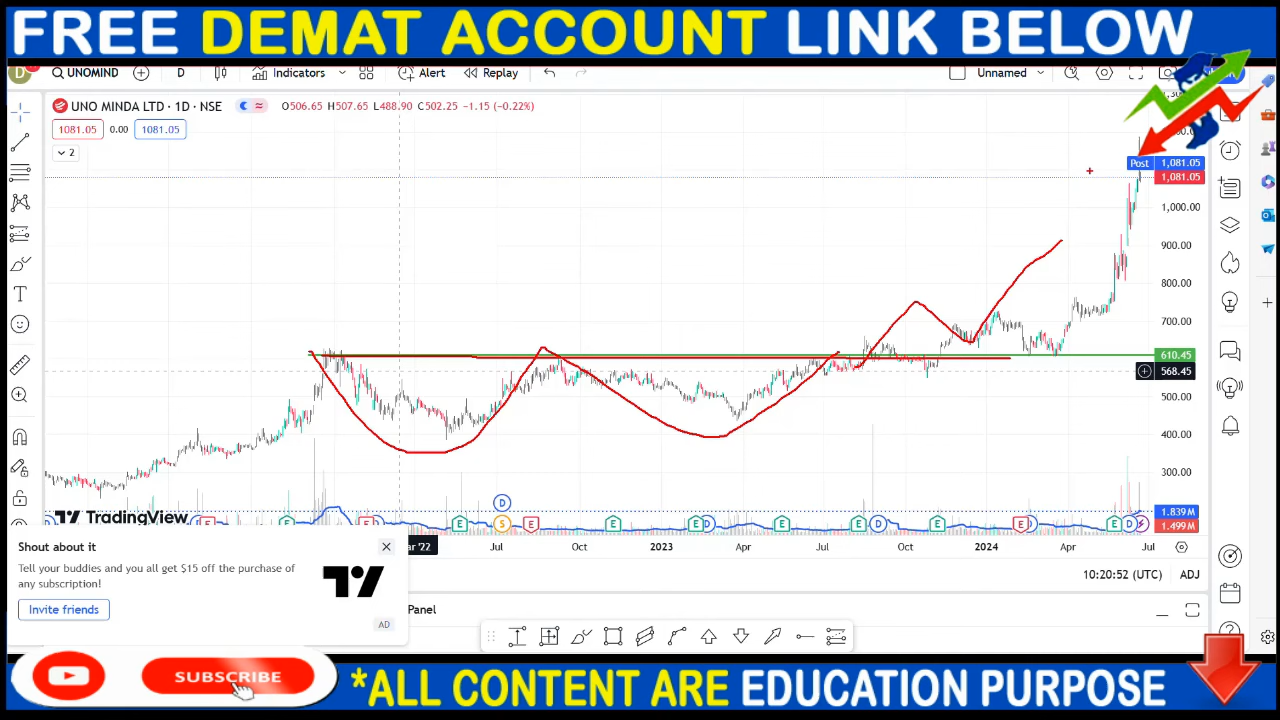 FREE DEMAT ACCOUNT LINK BELOW
D UNOMIND D Indicators Alert Replay Unnamed
UNO MINDA LTD · 1D · NSE O506.65 H507.65 L488.90 C502.25 −1.15 (−0.22%)
1081.05 0.00 1081.05
2
Post 1,081.05
1,081.05
1,000.00
900.00
800.00
700.00
610.45
568.45
500.00
400.00
300.00
D
1.839 M
TradingView E E S E E E D E E D E E E D
1.499 M
ar '22 Jul Oct 2023 Apr Jul Oct 2024 Apr Jul
Shout about it
Tell your buddies and you all get $15 off the purchase of
any subscription!
Invite friends
AD
10:20:52 (UTC) ADJ
Panel
SUBSCRIBE
*ALL CONTENT ARE EDUCATION PURPOSE